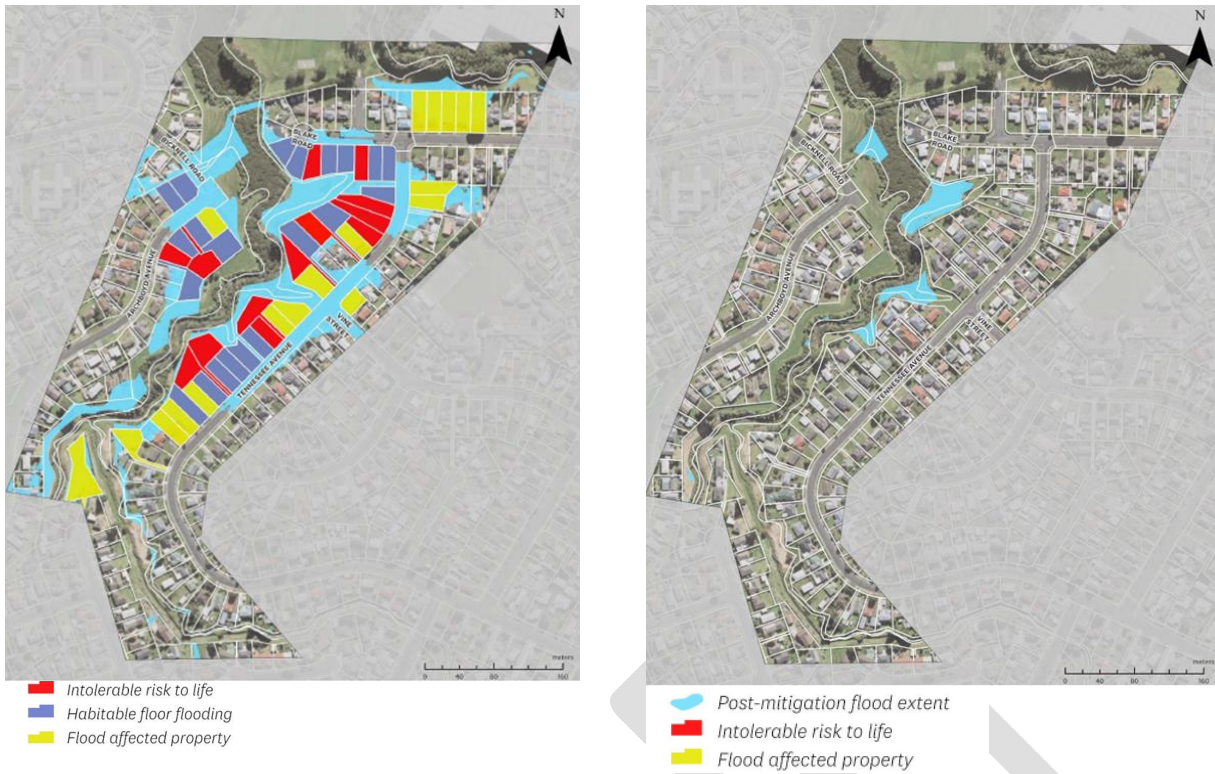 N
BLAKE
ROAD
BICKNELL ROAD
ARCHBOYD AVENUE
VINE
STREET
TENNESSEE AVENUE
meters
0 40 80 160
Intolerable risk to life
Habitable floor flooding
Flood affected property
N
BLAKE
ROAD
BICKNELL ROAD
ARCHBOYD AVENUE
VINE
STREET
TENNESSEE AVENUE
meters
0 40 80 160
Post-mitigation flood extent
Intolerable risk to life
Flood affected property